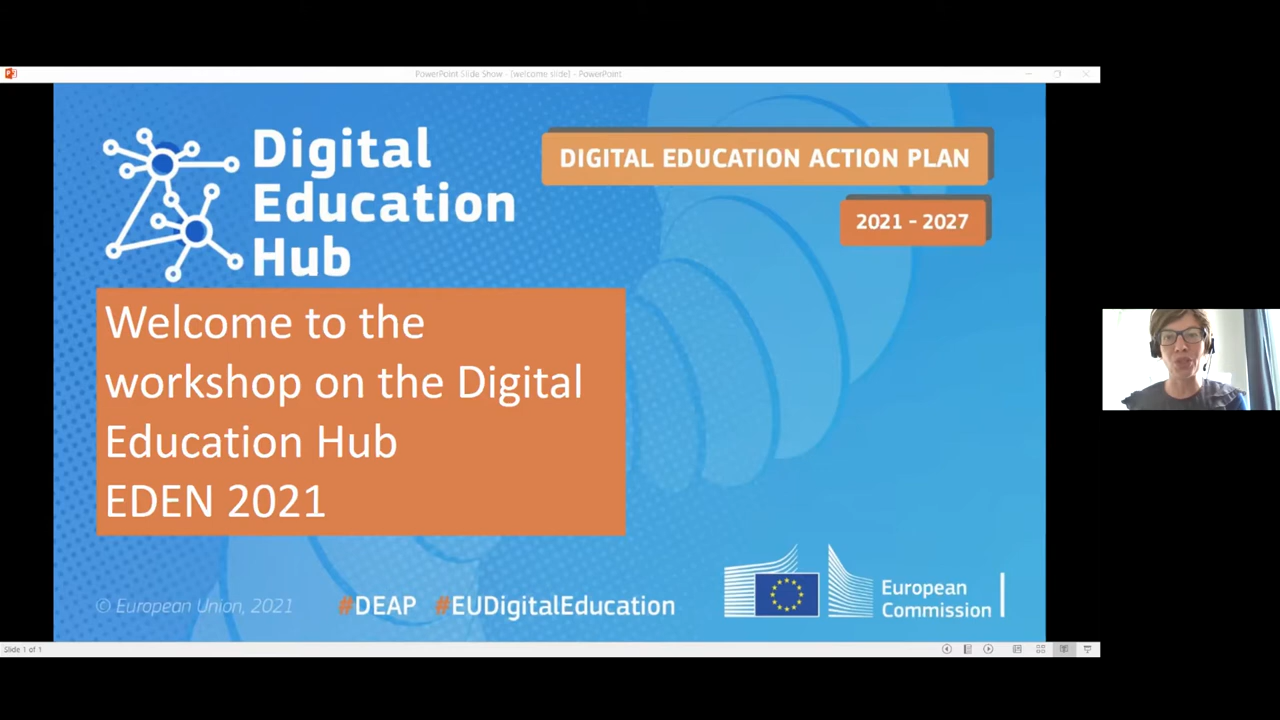 PowerPoint Slide Show - [welcome slide] - PowerPoint
Digital
Education
Hub
DIGITAL EDUCATION ACTION PLAN
2021 - 2027
Welcome to the
workshop on the Digital
Education Hub
EDEN 2021
© European Union, 2021
#DEAP #EUDigitalEducation
European
Commission
Slide 1 of 1